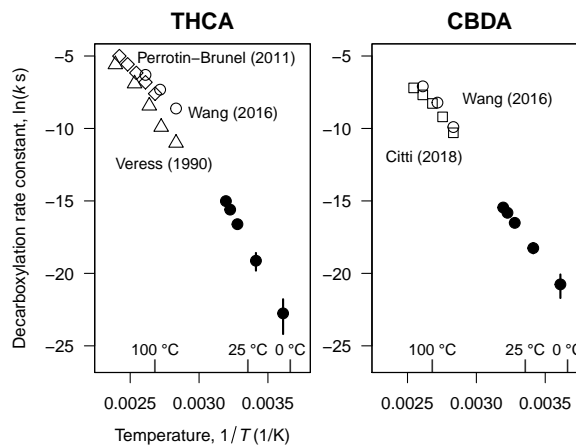 THCA
CBDA
Decarboxylation rate constant, ln(k s)
−5
−10
−15
−20
−25
Perrotin−Brunel (2011)
Wang (2016)
Veress (1990)
100 °C
25 °C
0 °C
0.0025
0.0030
0.0035
Temperature, 1/T (1/K)
−5
−10
−15
−20
−25
Wang (2016)
Citti (2018)
100 °C
25 °C
0 °C
0.0025
0.0030
0.0035